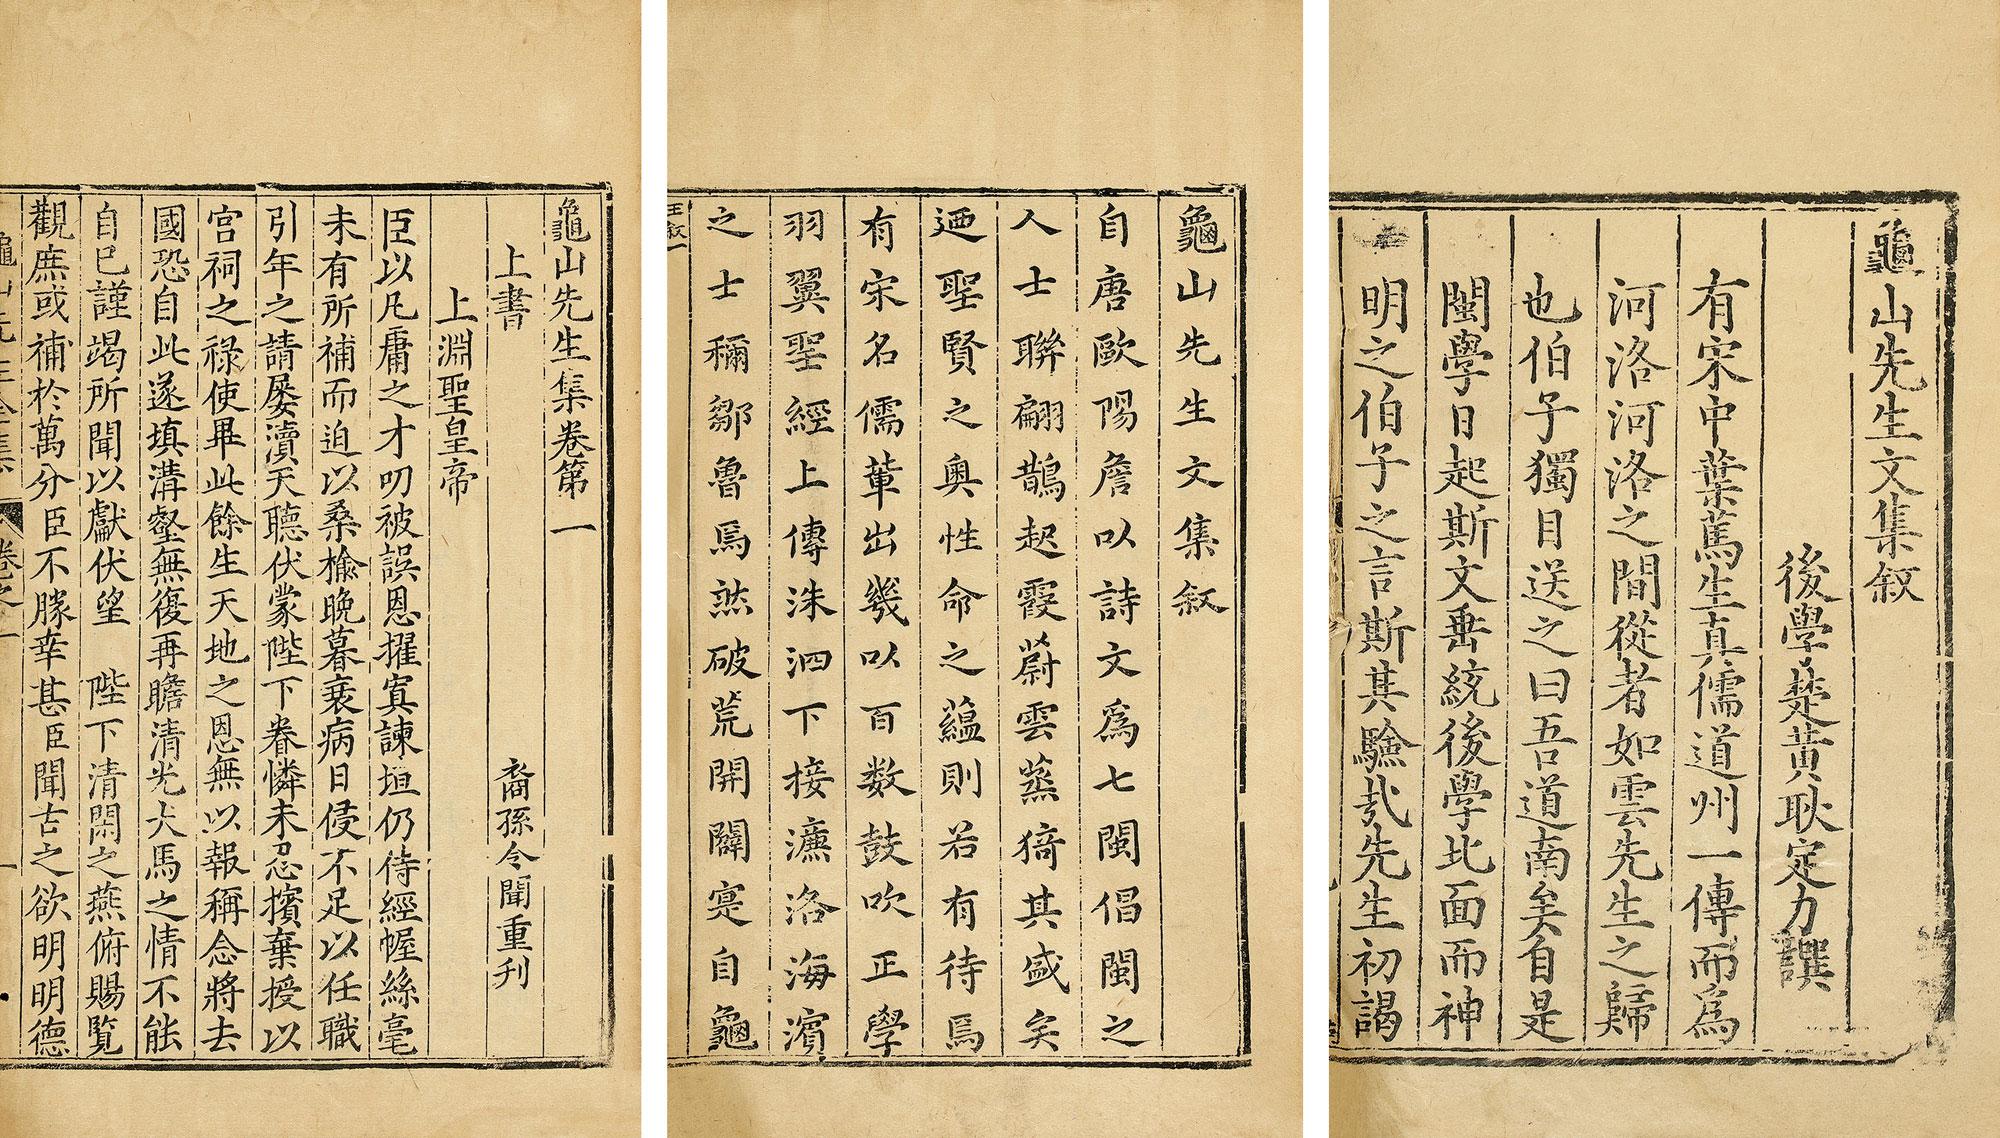 龜山先生文集叙
後學楚黃耿定力譔
有宋中葉篤生真儒道州一傳而為
河洛河洛之間從者如雲先生之歸
也伯子獨目送之曰吾道南矣自是
閩學日起斯文垂統後學北面而神
明之伯子之言斯其驗㢤先生初謁
龜山先生文集叙
自唐歐陽詹以詩文爲七閩倡閩之
人士聯翩鵲起霞蔚雲蒸猗其盛矣
迺聖賢之奧性命之蘊則若有待焉
有宋名儒輩出幾以百数鼓吹正學
羽翼聖經上傳洙泗下接濂洛海濱
之士稱鄒魯焉然破荒開闢寔自龜
王叙一
龜山先生集卷第一
上書
裔孫令聞重刋
上淵聖皇帝
臣以凡庸之才叨被誤恩擢寘諫垣仍侍經幄絲毫
未有所補而迫以桑榆晩暮衰病日侵不足以任職
引年之請屡瀆天聽伏蒙陛下眷憐未忍擯棄授以
宮祠之祿使畢此餘生天地之恩無以報稱念將去
國恐自此遂填溝壑無復再瞻清光犬馬之情不能
自已謹竭所聞以獻伏望 陛下清閑之燕俯賜覧
觀庶或補於萬分臣不勝幸甚臣聞古之欲明明德
龜山先生全集 卷之一 一